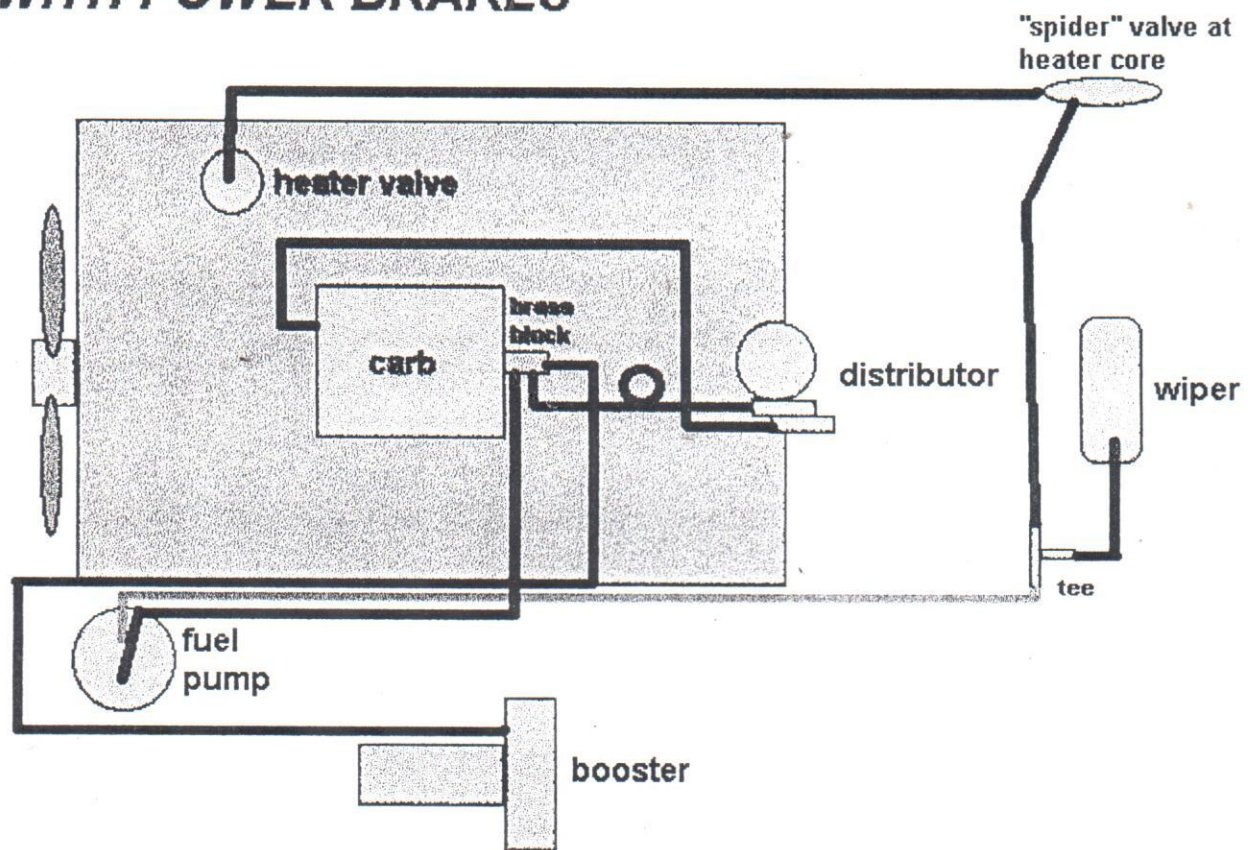 WITH POWER BRAKES
"spider" valve at
heater core
heater valve
brass
block
carb
distributor
wiper
tee
fuel
pump
booster